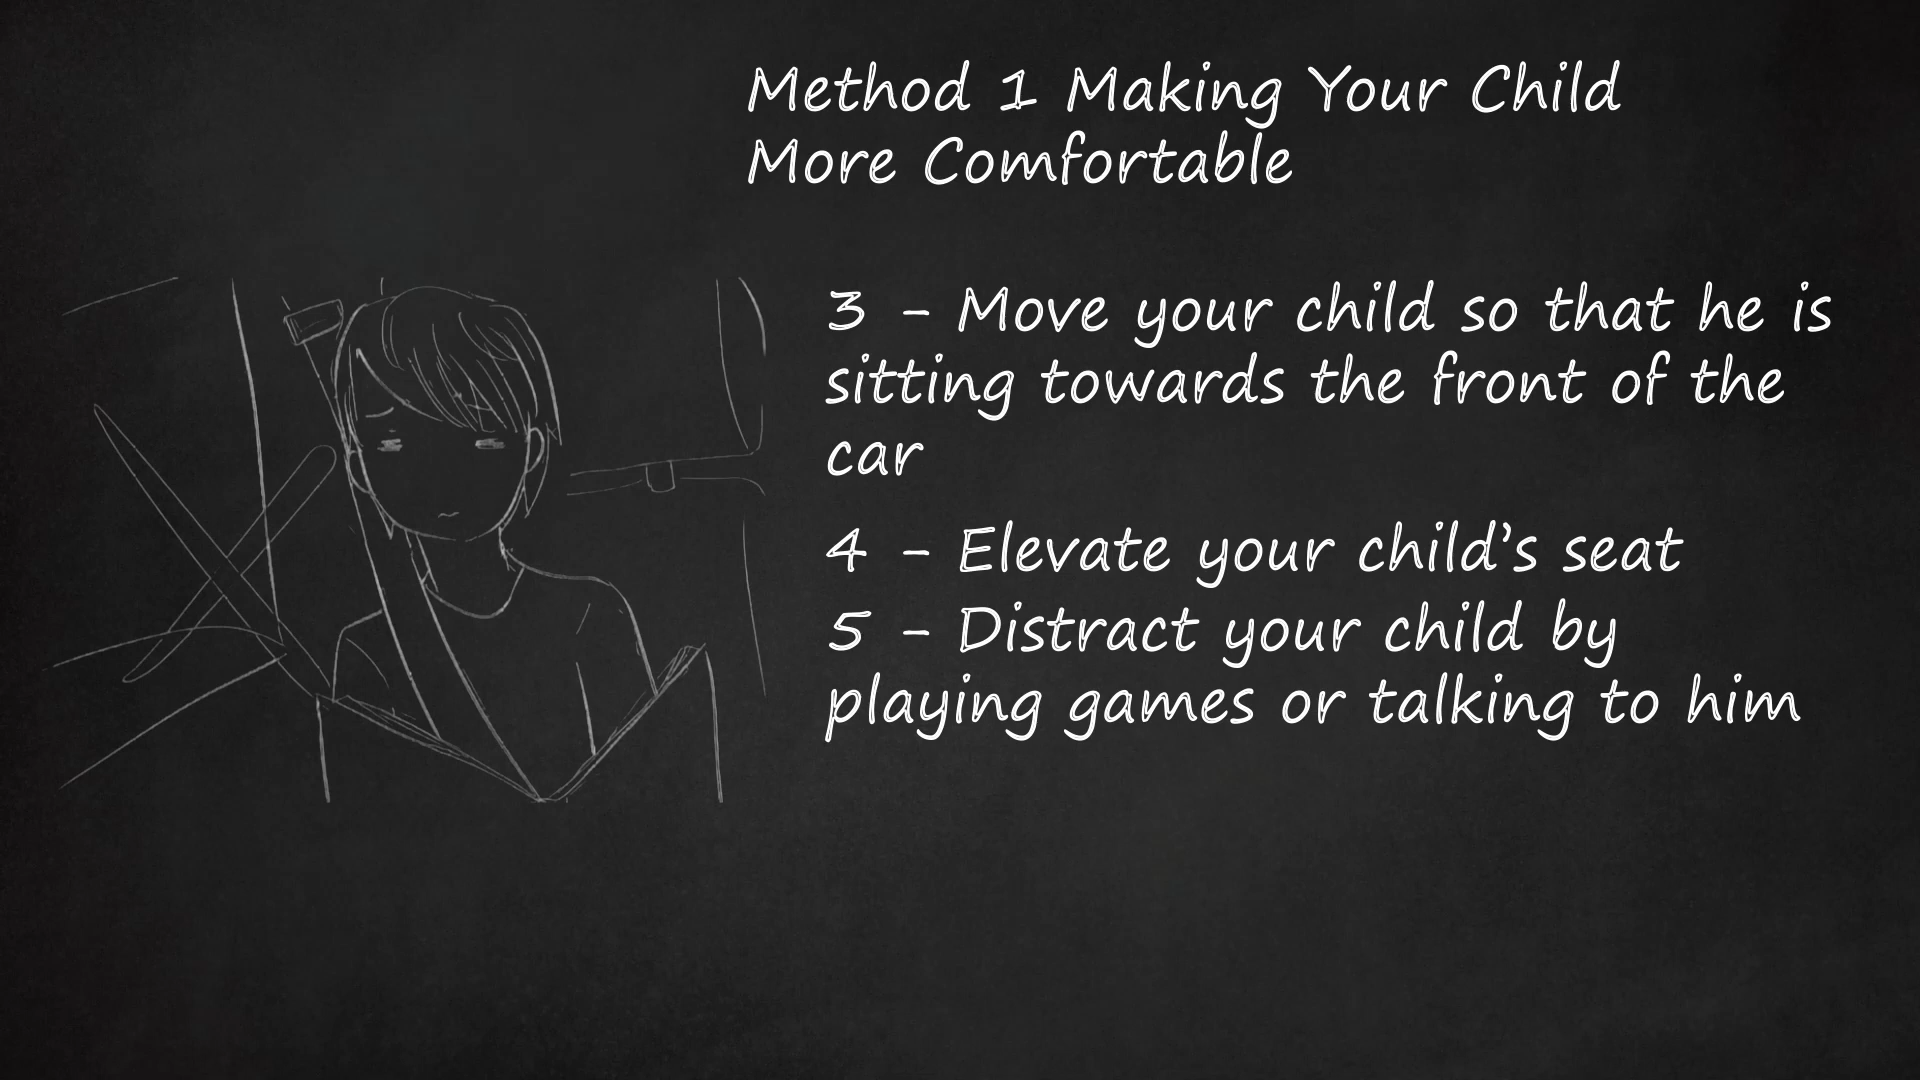 Method 1 Making Your Child
More Comfortable
3 - Move your child so that he is
sitting towards the front of the
car
4 - Elevate your child’s seat
5 - Distract your child by
playing games or talking to him